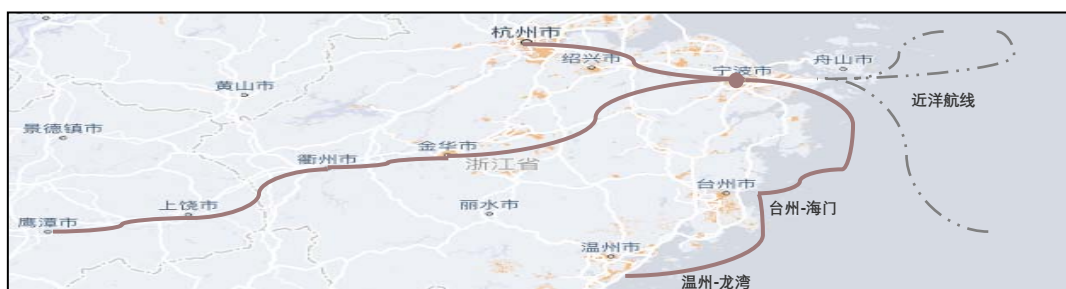 杭州市
绍兴市
宁波市
舟山市
黄山市
近洋航线
景德镇市
金华市
衢州市
浙江省
台州市
上饶市
丽水市
台州-海门
鹰潭市
温州市
温州-龙湾